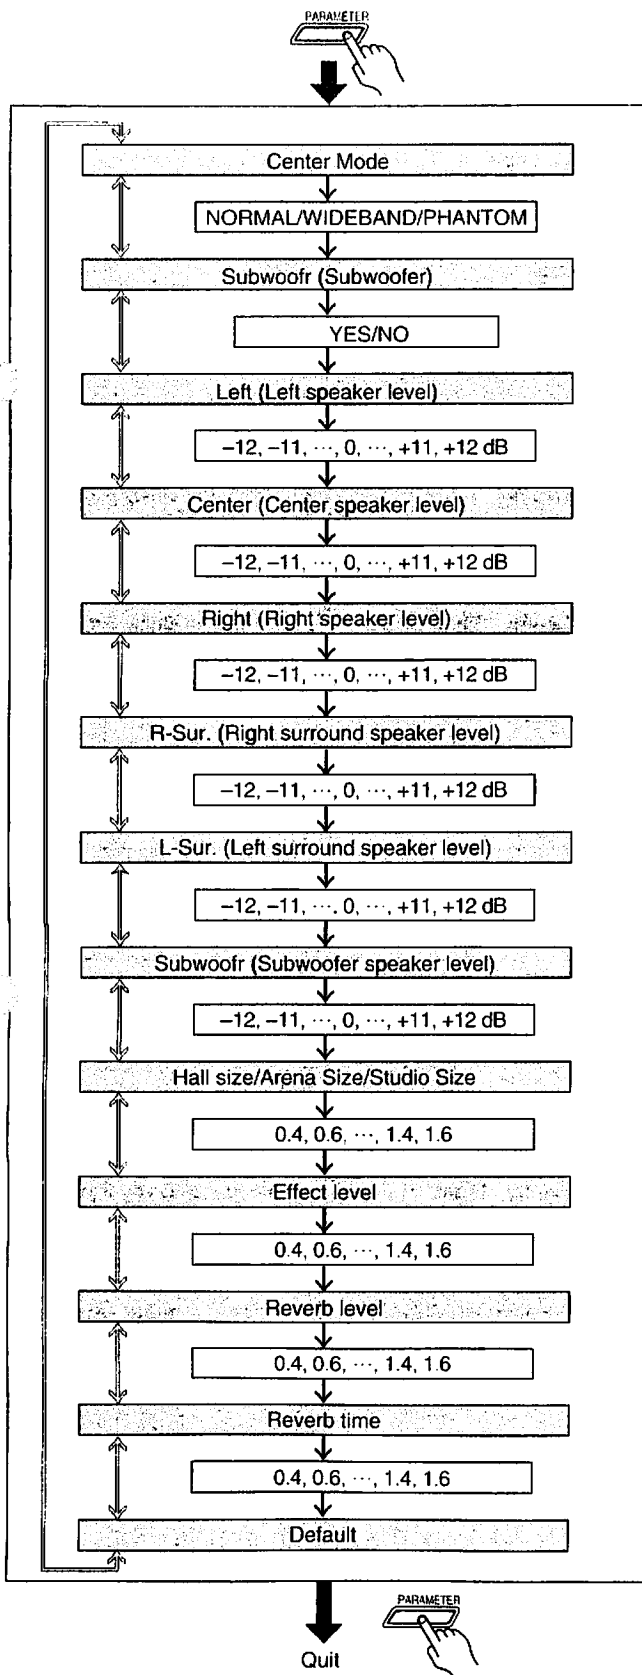 PARAMETER
Center Mode
NORMAL/WIDEBAND/PHANTOM
Subwoofr (Subwoofer)
YES/NO
Left (Left speaker level)
–12, –11, ···, 0, ···, +11, +12 dB
Center (Center speaker level)
–12, –11, ···, 0, ···, +11, +12 dB
Right (Right speaker level)
–12, –11, ···, 0, ···, +11, +12 dB
R-Sur. (Right surround speaker level)
–12, –11, ···, 0, ···, +11, +12 dB
L-Sur. (Left surround speaker level)
–12, –11, ···. 0, ···, +11, +12 dB
Subwoofr (Subwoofer speaker level)
–12, –11, ···, 0, ···, +11, +12 dB
Hall size/Arena Size/Studio Size
0.4, 0.6, ···, 1.4, 1.6
Effect level
0.4, 0.6, ···, 1.4, 1.6
Reverb level
0.4, 0.6, ···, 1.4, 1.6
Reverb time
0.4, 0.6, ···, 1.4, 1.6
Default
PARAMETER
Quit